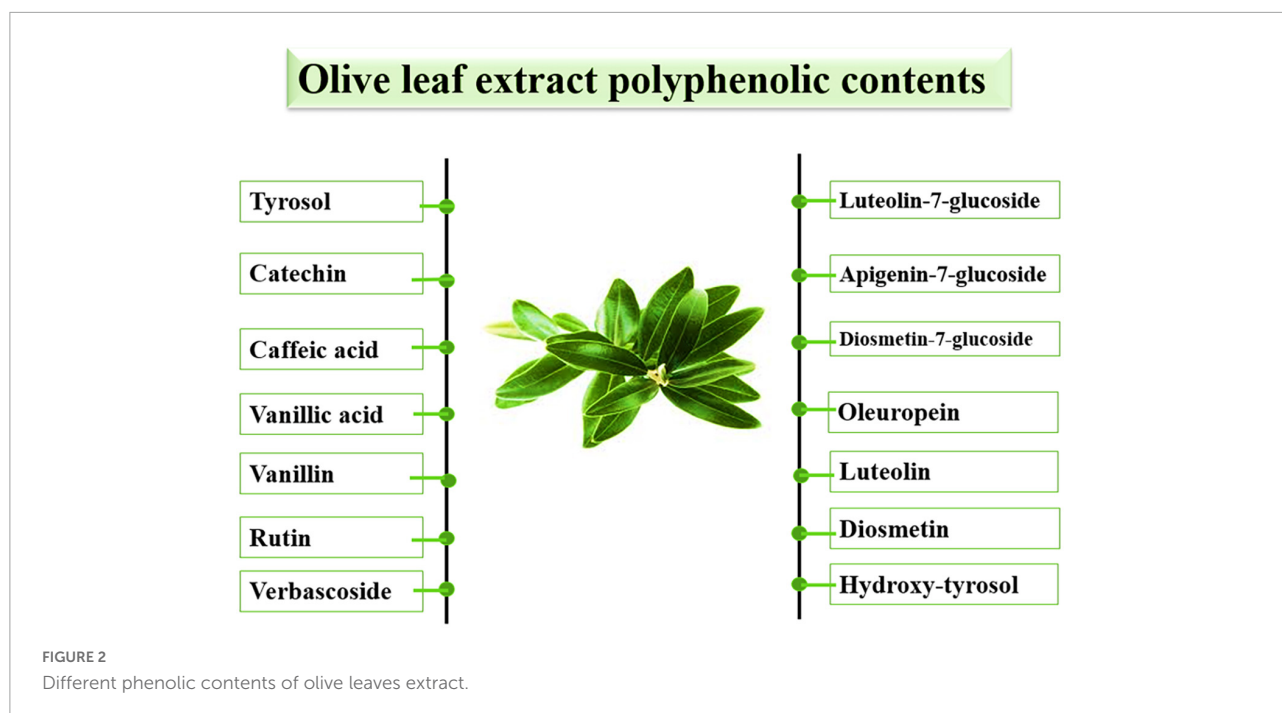 Olive leaf extract polyphenolic contents
Tyrosol
Catechin
Caffeic acid
Vanillic acid
Vanillin
Rutin
Verbascoside
Luteolin-7-glucoside
Apigenin-7-glucoside
Diosmetin-7-glucoside
Oleuropein
Luteolin
Diosmetin
Hydroxy-tyrosol
FIGURE 2
Different phenolic contents of olive leaves extract.